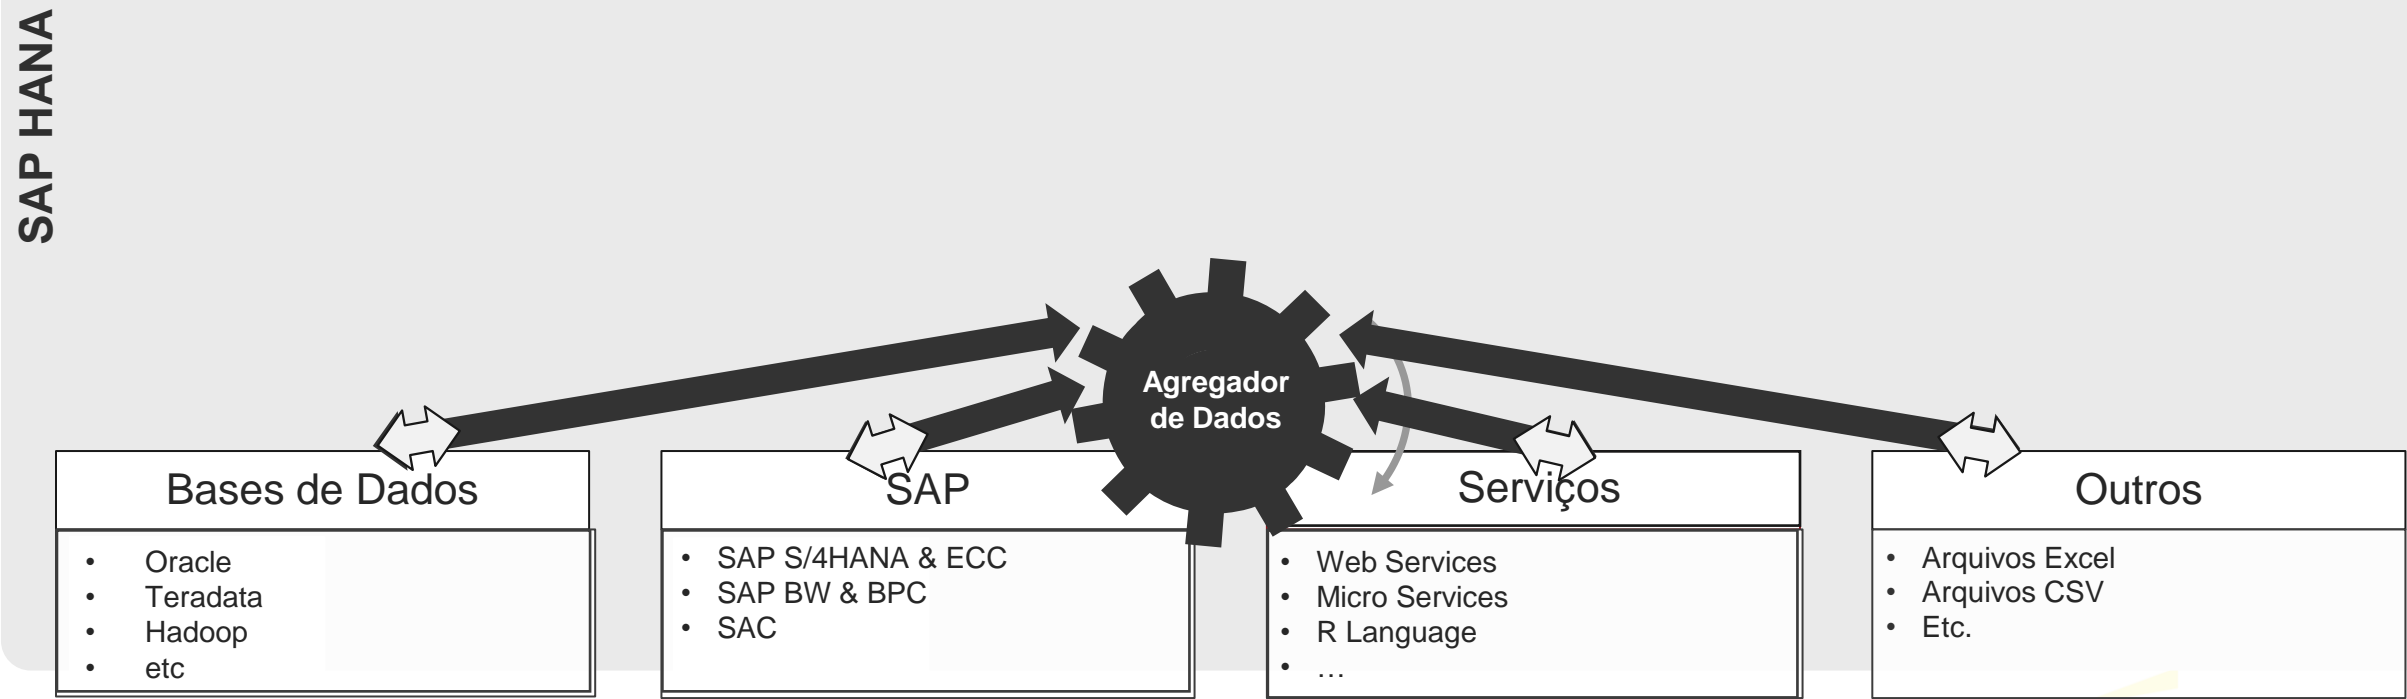 SAP HANA
Agregador
de Dados
Bases de Dados
• Oracle
• Teradata
• Hadoop
• etc
SAP
• SAP S/4HANA & ECC
• SAP BW & BPC
• SAC
Serviços
• Web Services
• Micro Services
• R Language
• …
Outros
• Arquivos Excel
• Arquivos CSV
• Etc.